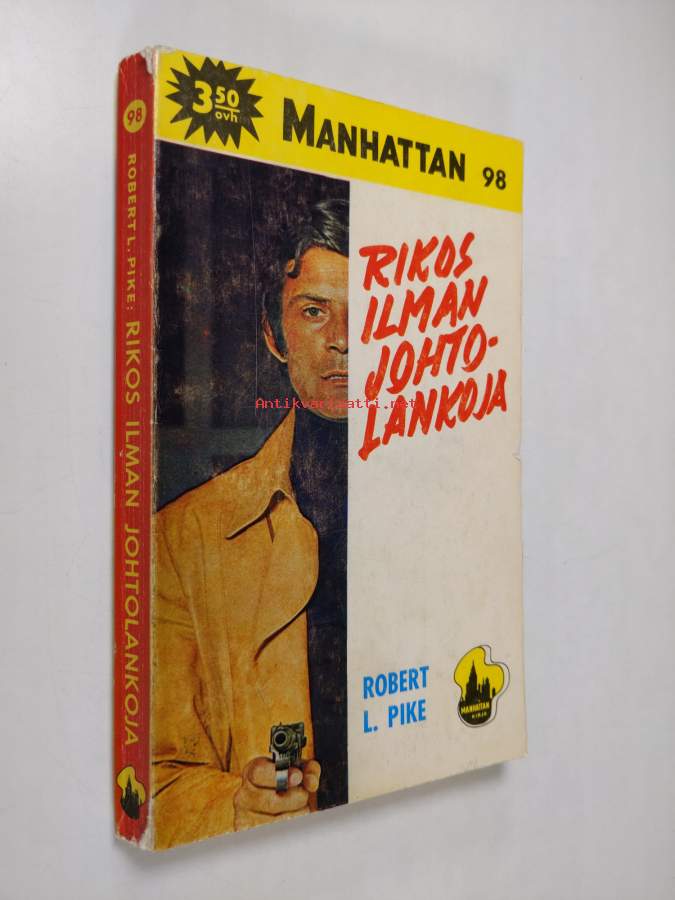 98
ROBERT L. PIKE: RIKOS ILMAN JOHTOLANKOJA
3 50
ovh
MANHATTAN 98
RIKOS
ILMAN
JOHTO-
LANKOJA
Antikvariaatti.net
ROBERT
L. PIKE
MANHATTAN
KIRJA